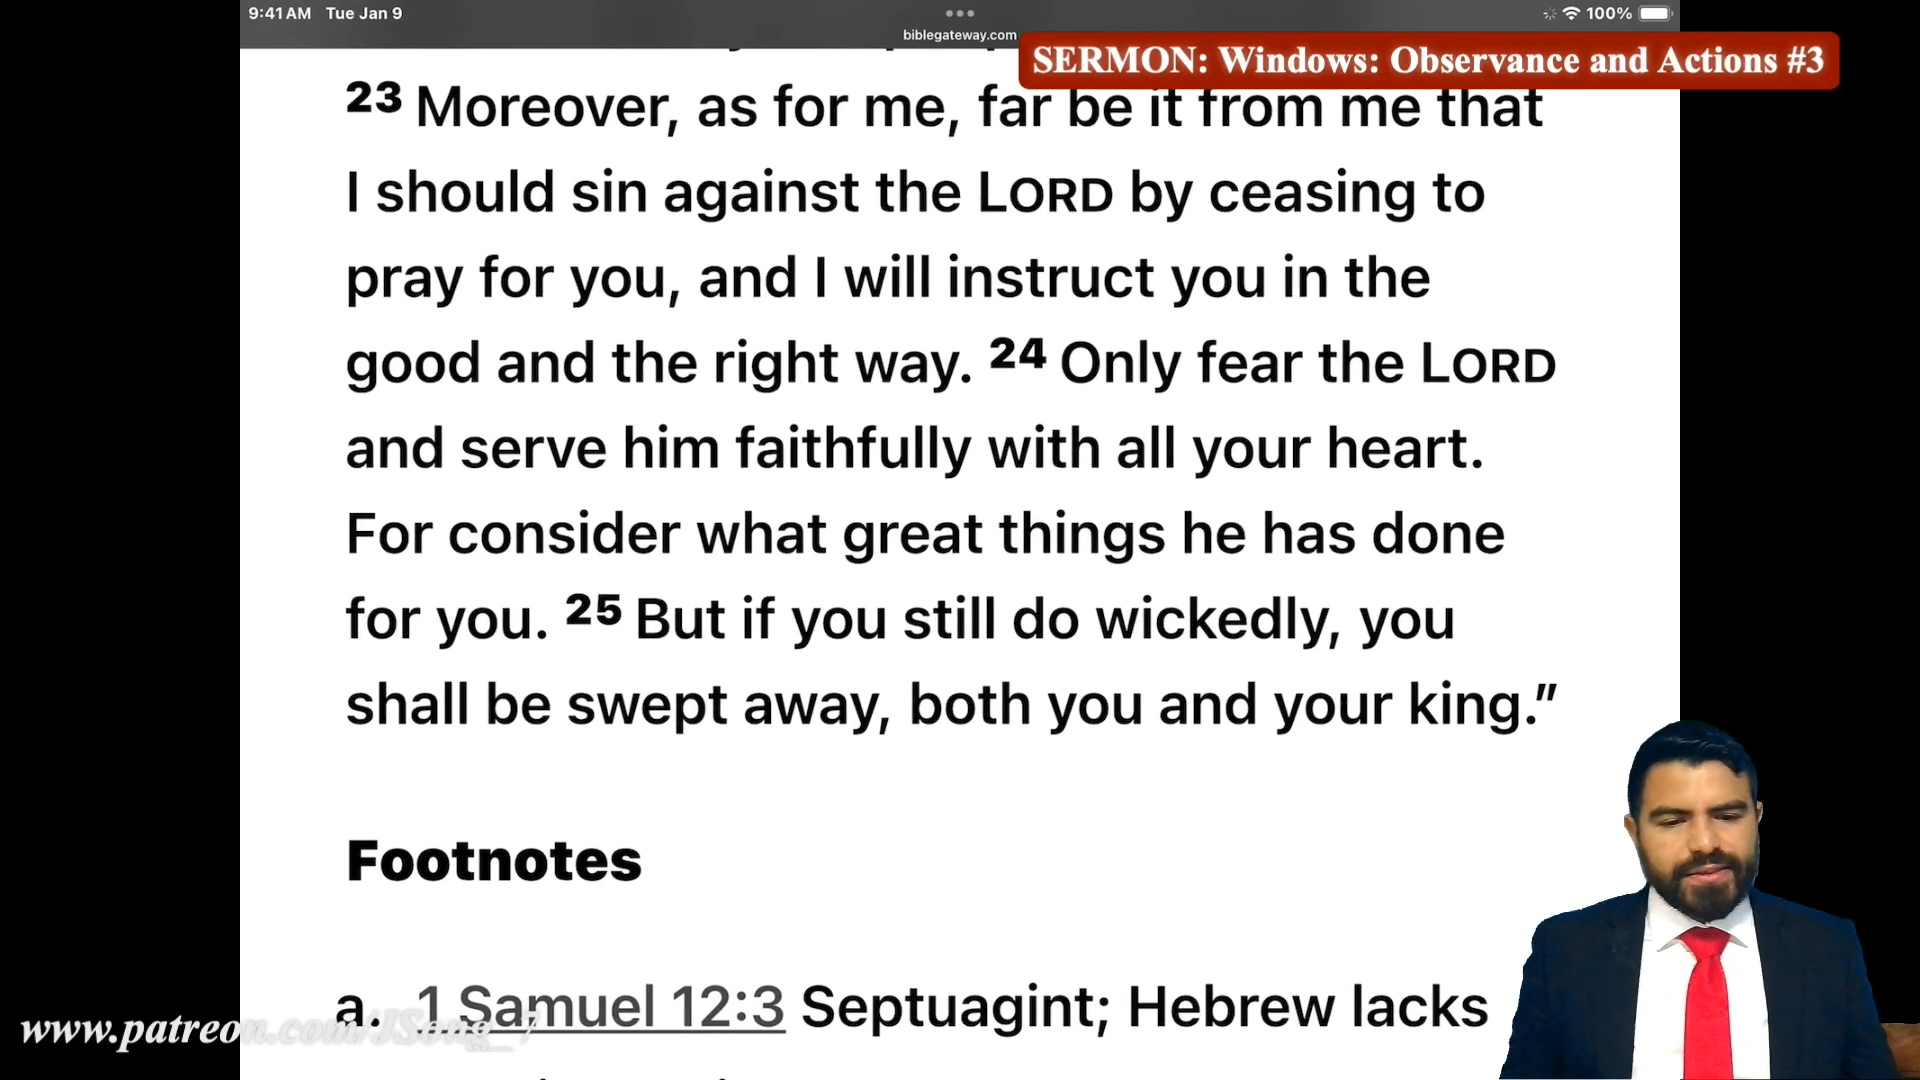 9:41 AM Tue Jan 9
100%
biblegateway.com
SERMON: Windows: Observance and Actions #3
23 Moreover, as for me, far be it from me that
I should sin against the LORD by ceasing to
pray for you, and I will instruct you in the
good and the right way. 24 Only fear the LORD
and serve him faithfully with all your heart.
For consider what great things he has done
for you. 25 But if you still do wickedly, you
shall be swept away, both you and your king.”
Footnotes
a. 1 Samuel 12:3 Septuagint; Hebrew lacks
www.patreon.com/JSong_7